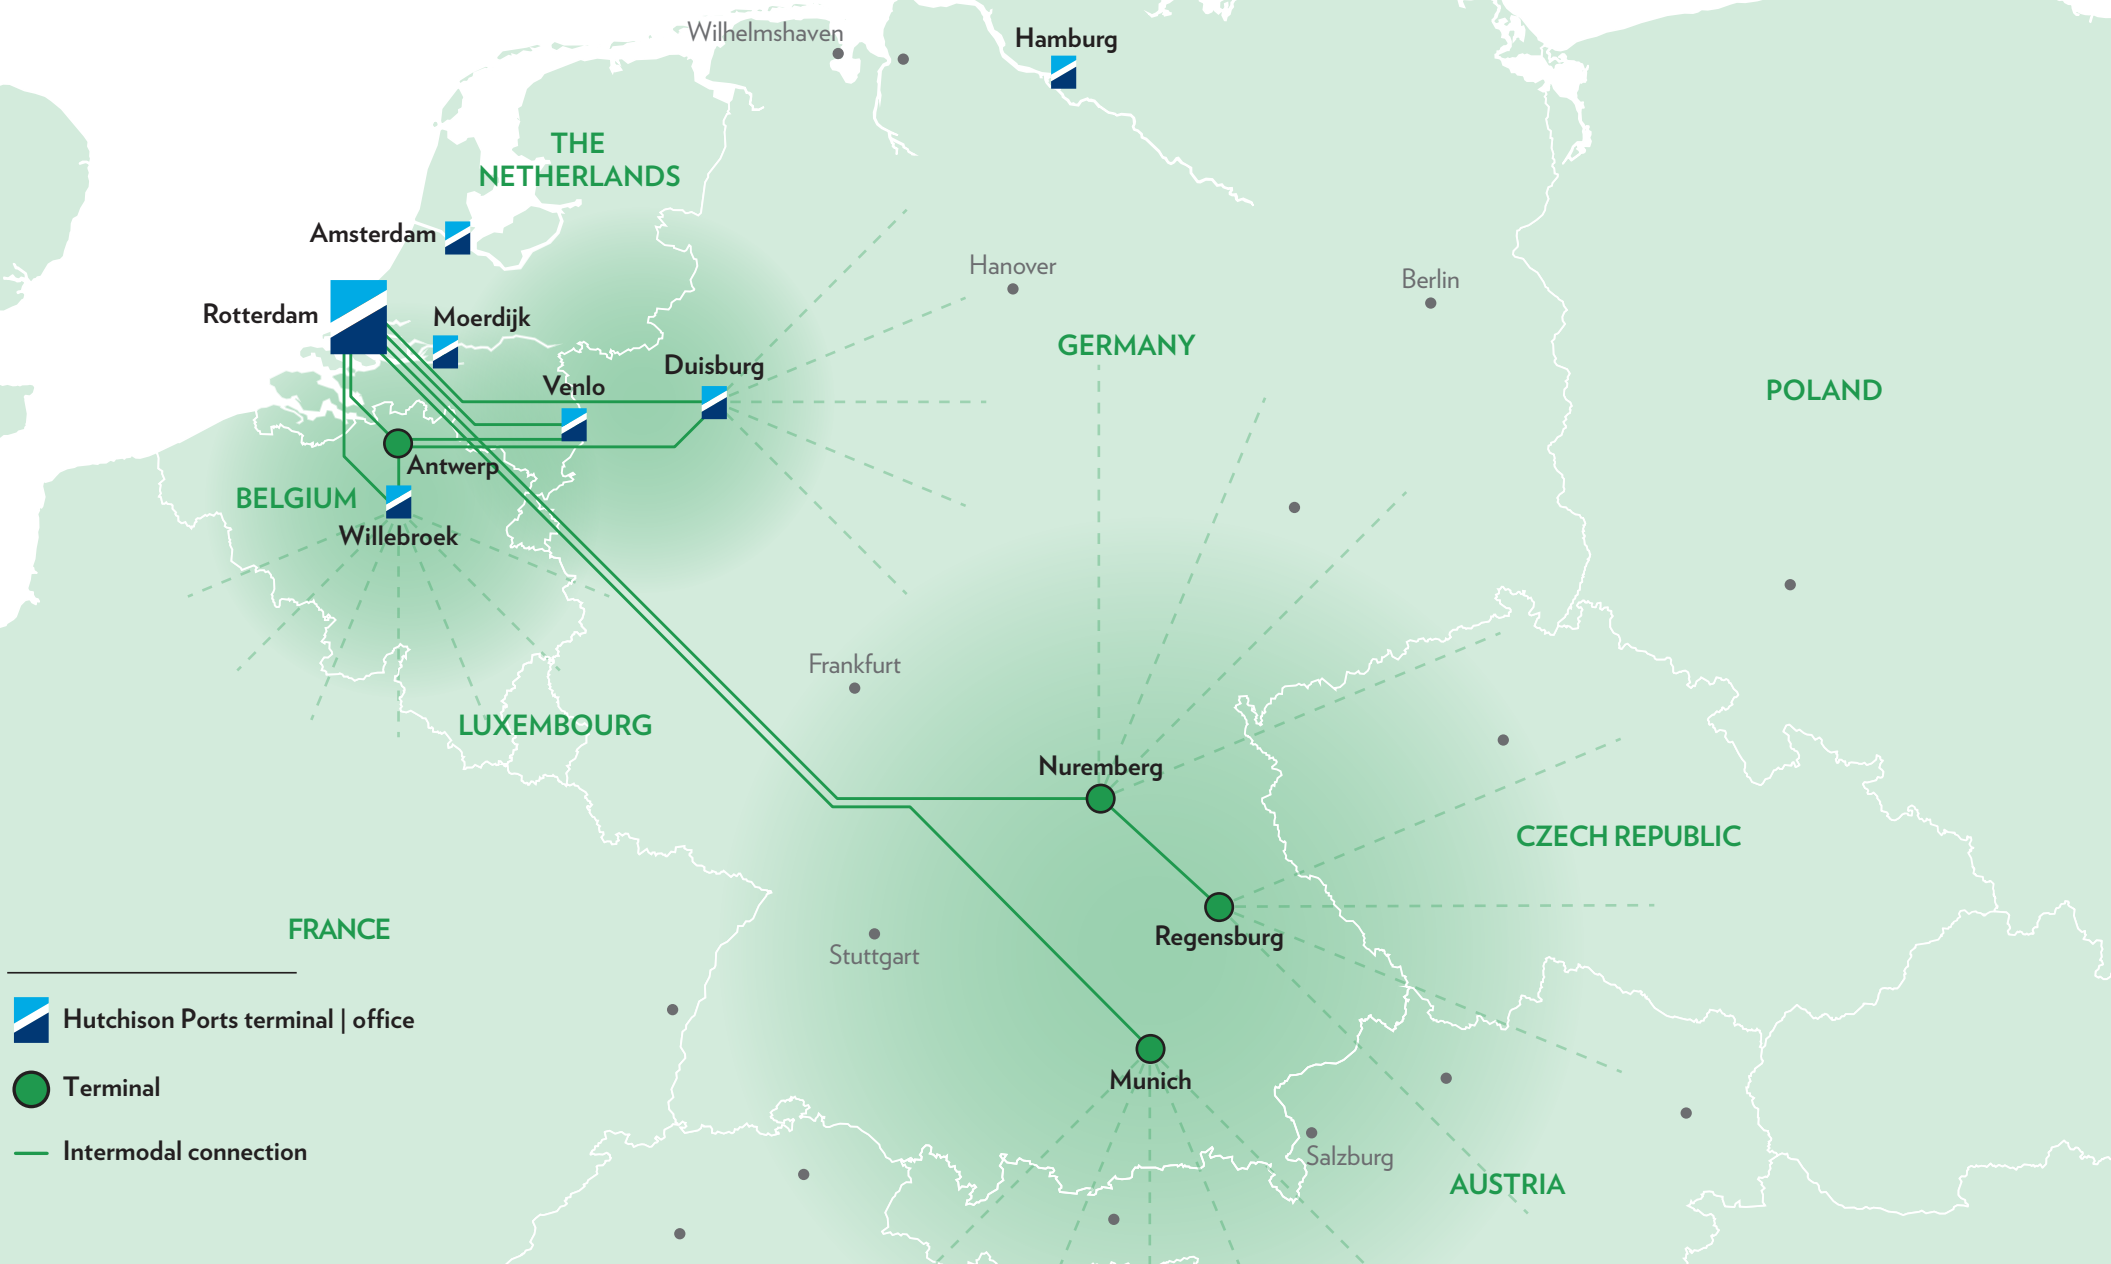 Wilhelmshaven
Hamburg
THE
NETHERLANDS
Amsterdam
Hanover
Berlin
Rotterdam
Moerdijk
GERMANY
Duisburg
Venlo
POLAND
Antwerp
BELGIUM
Willebroek
Frankfurt
LUXEMBOURG
Nuremberg
CZECH REPUBLIC
FRANCE
Regensburg
Stuttgart
Hutchison Ports terminal | office
Munich
Terminal
Intermodal connection
Salzburg
AUSTRIA